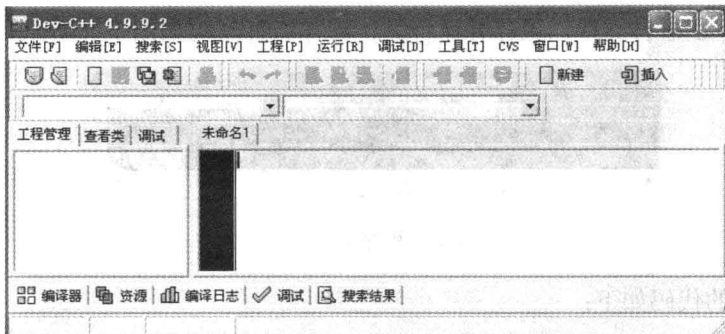 Dev-C++ 4.9.9.2
文件[F] 编辑[E] 搜索[S] 视图[V] 工程[P] 运行[R] 调试[D] 工具[T] CVS 窗口[W] 帮助[H]
新建 插入
工程管理 查看类 调试 未命名1
编译器 资源 编译日志 调试 搜索结果